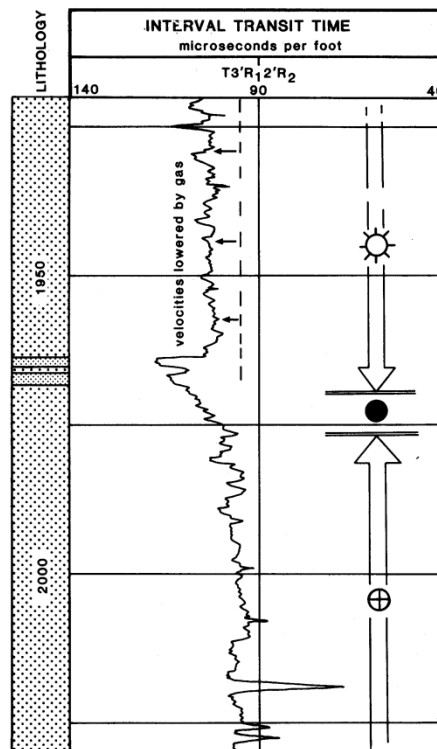 LITHOLOGY
INTERVAL TRANSIT TIME
microseconds per foot
T3'R₁2'R₂
140 90 40
velocities lowered by gas
1950
2000